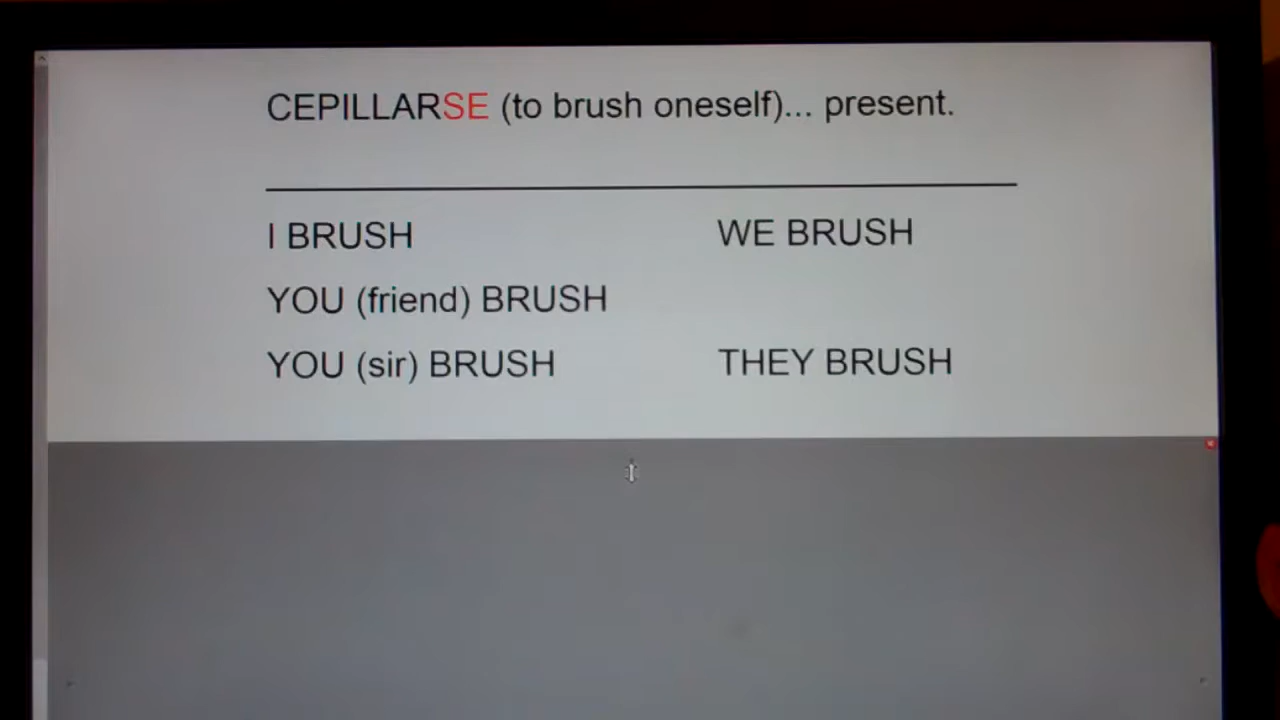 CEPILLARSE (to brush oneself)... present.
I BRUSH
WE BRUSH
YOU (friend) BRUSH
YOU (sir) BRUSH
THEY BRUSH